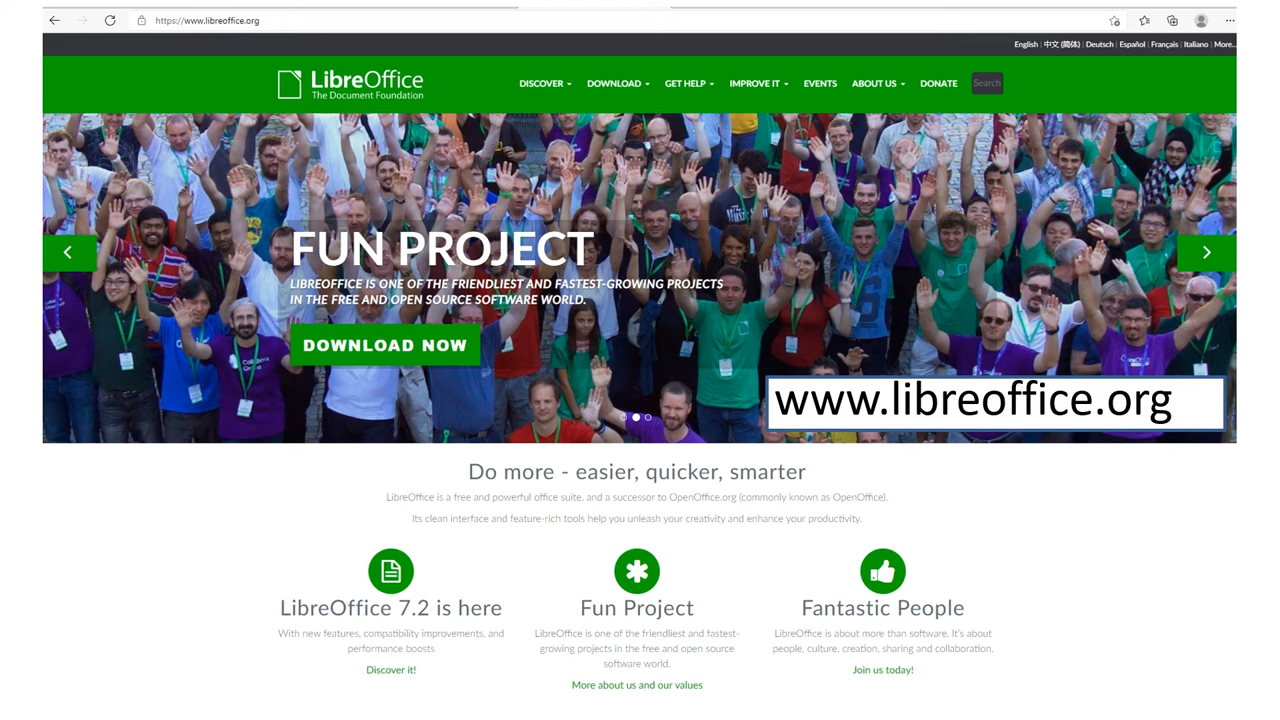 https://www.libreoffice.org
English | 中文 (简体) | Deutsch | Español | Français | Italiano | More...
LibreOffice
The Document Foundation
DISCOVER DOWNLOAD GET HELP IMPROVE IT EVENTS ABOUT US DONATE Search
FUN PROJECT
LIBREOFFICE IS ONE OF THE FRIENDLIEST AND FASTEST-GROWING PROJECTS
IN THE FREE AND OPEN SOURCE SOFTWARE WORLD.
DOWNLOAD NOW
www.libreoffice.org
Do more - easier, quicker, smarter
LibreOffice is a free and powerful office suite, and a successor to OpenOffice.org (commonly known as OpenOffice).
Its clean interface and feature-rich tools help you unleash your creativity and enhance your productivity.
LibreOffice 7.2 is here
With new features, compatibility improvements, and
performance boosts
Discover it!
Fun Project
LibreOffice is one of the friendliest and fastest-
growing projects in the free and open source
software world.
More about us and our values
Fantastic People
LibreOffice is about more than software. It's about
people, culture, creation, sharing and collaboration.
Join us today!